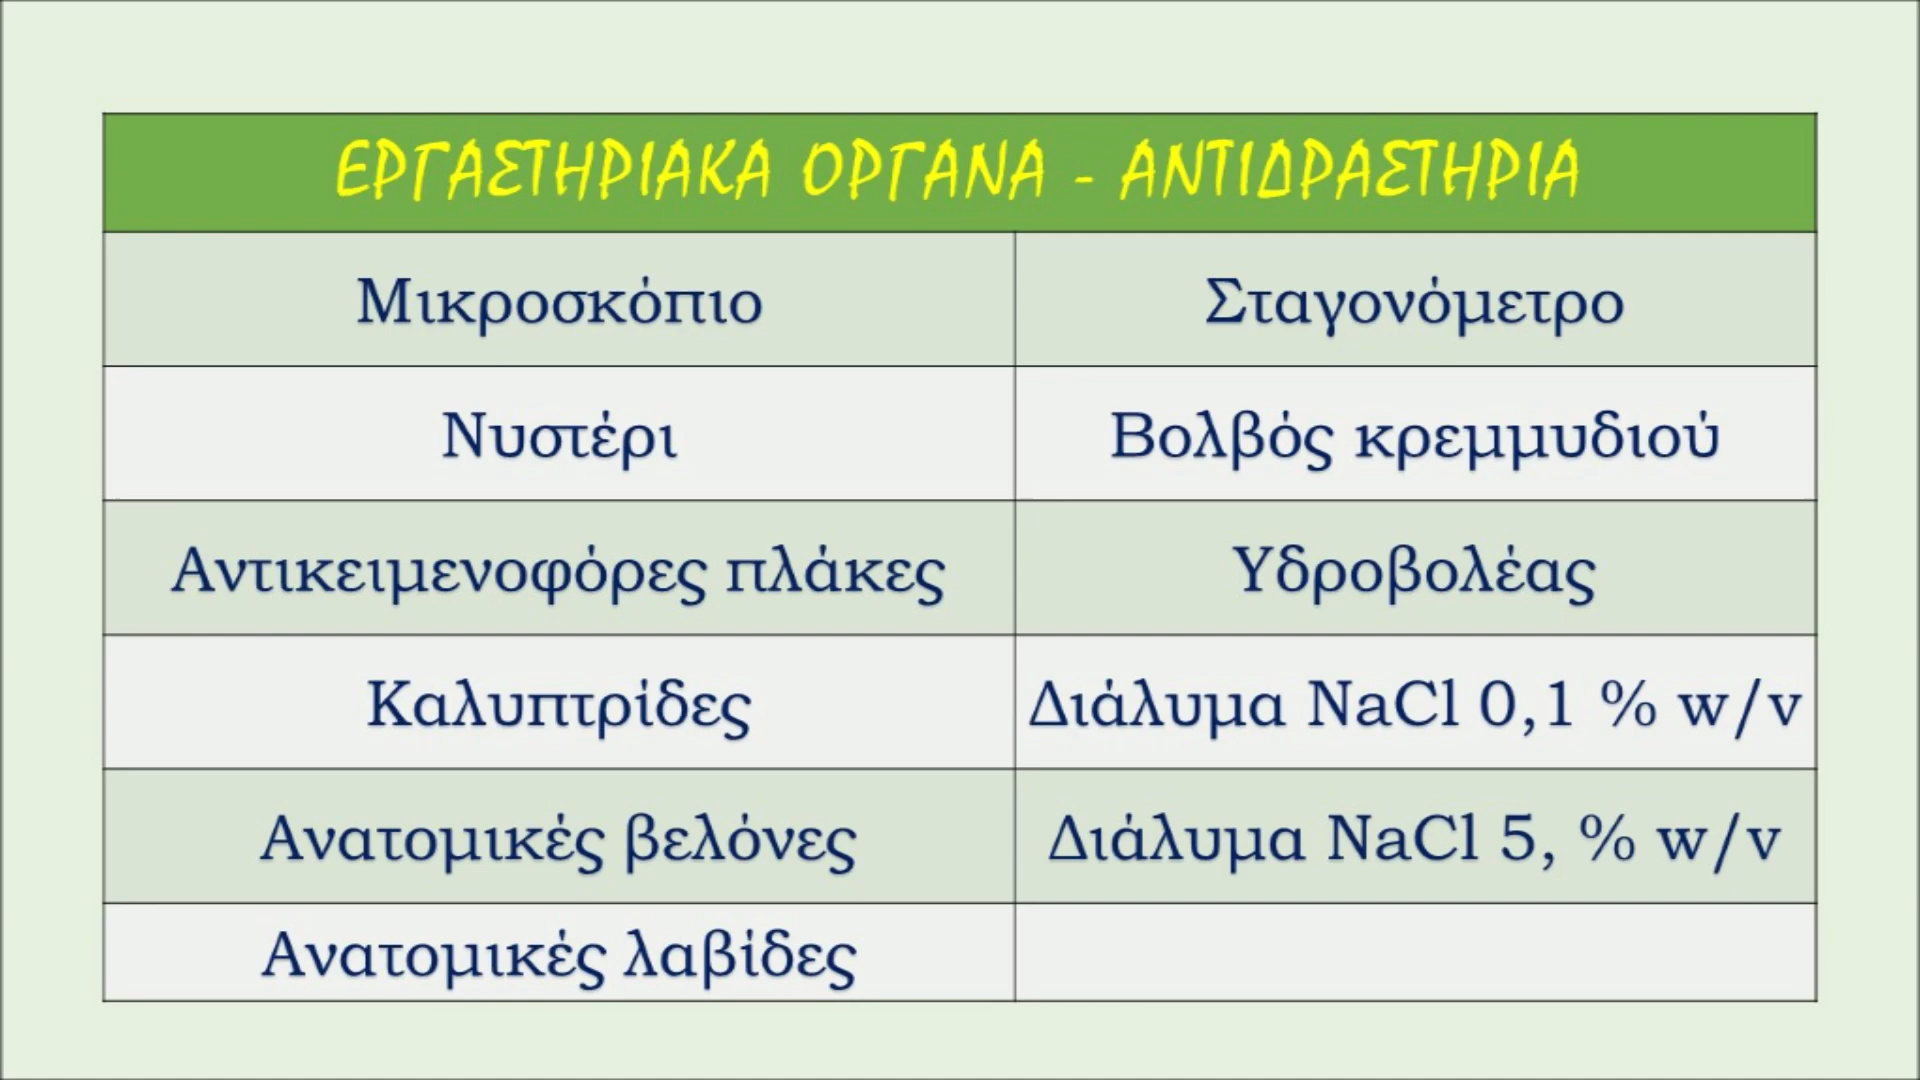 ΕΡΓΑΣΤΗΡΙΑΚΑ ΟΡΓΑΝΑ - ΑΝΤΙΔΡΑΣΤΗΡΙΑ
Μικροσκόπιο
Σταγονόμετρο
Νυστέρι
Βολβός κρεμμυδιού
Αντικειμενοφόρες πλάκες
Υδροβολέας
Καλυπτρίδες
Διάλυμα NaCl 0,1 % w/v
Ανατομικές βελόνες
Διάλυμα NaCl 5, % w/v
Ανατομικές λαβίδες